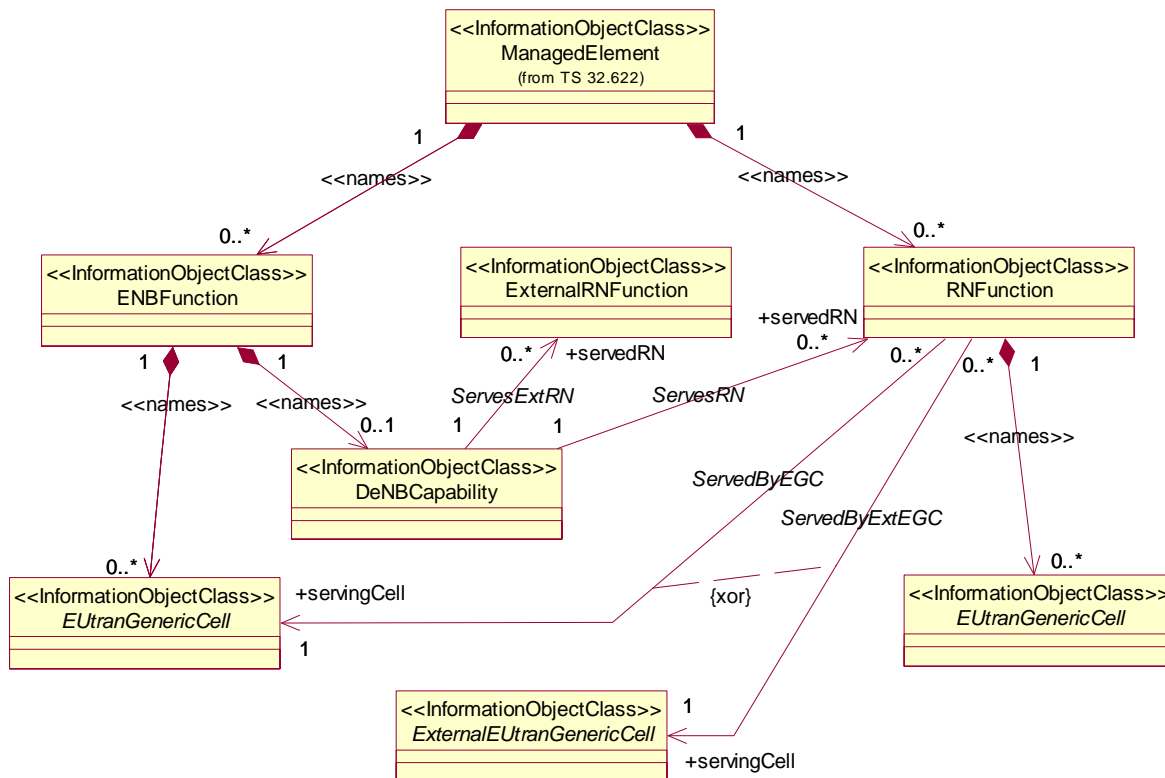 <<InformationObjectClass>>
ManagedElement
(from TS 32.622)
1
1
<<names>>
<<names>>
0..*
0..*
<<InformationObjectClass>>
ENBFunction
<<InformationObjectClass>>
ExternalRNFunction
<<InformationObjectClass>>
RNFunction
+servedRN
0..*
0..*
+servedRN
1
1
0..*
0..*
1
<<names>>
<<names>>
ServesExtRN
ServesRN
0..1
1
1
<<names>>
<<InformationObjectClass>>
DeNBCapability
ServedByEGC
ServedByExtEGC
0..*
0..*
<<InformationObjectClass>>
EUtranGenericCell
+servingCell
1
{xor}
<<InformationObjectClass>>
EUtranGenericCell
<<InformationObjectClass>>
ExternalEUtranGenericCell
1
+servingCell